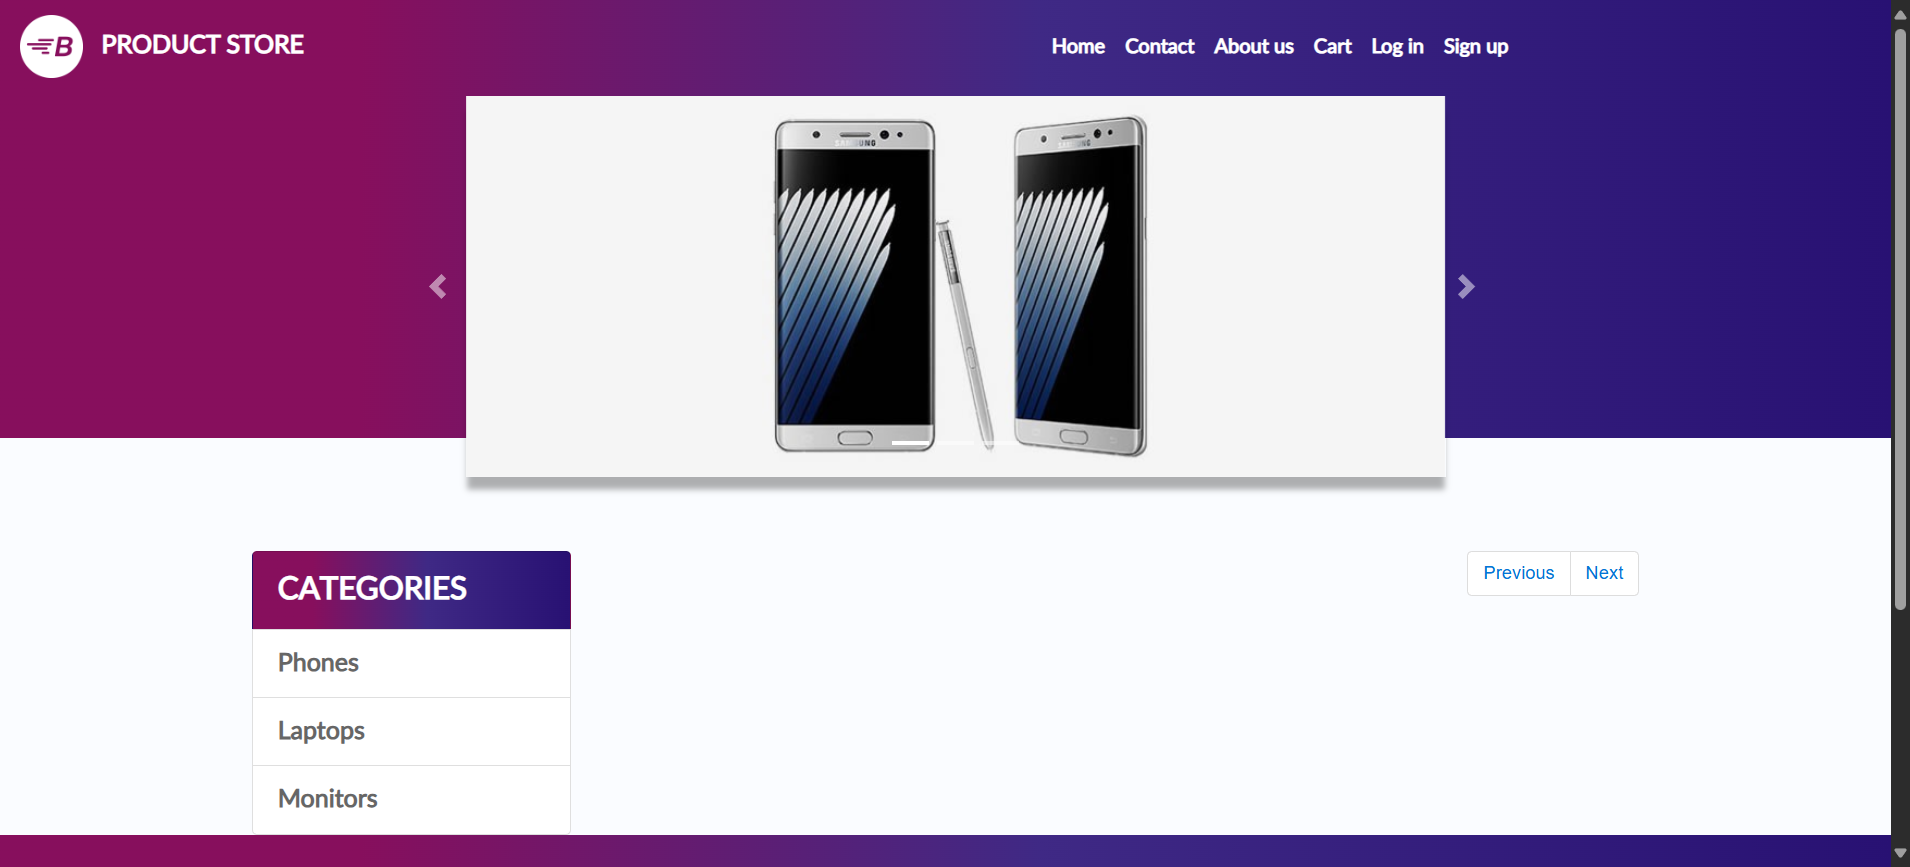 B PRODUCT STORE
Home Contact About us Cart Log in Sign up
SAMSUNG SAMSUNG
CATEGORIES
Previous Next
Phones
Laptops
Monitors